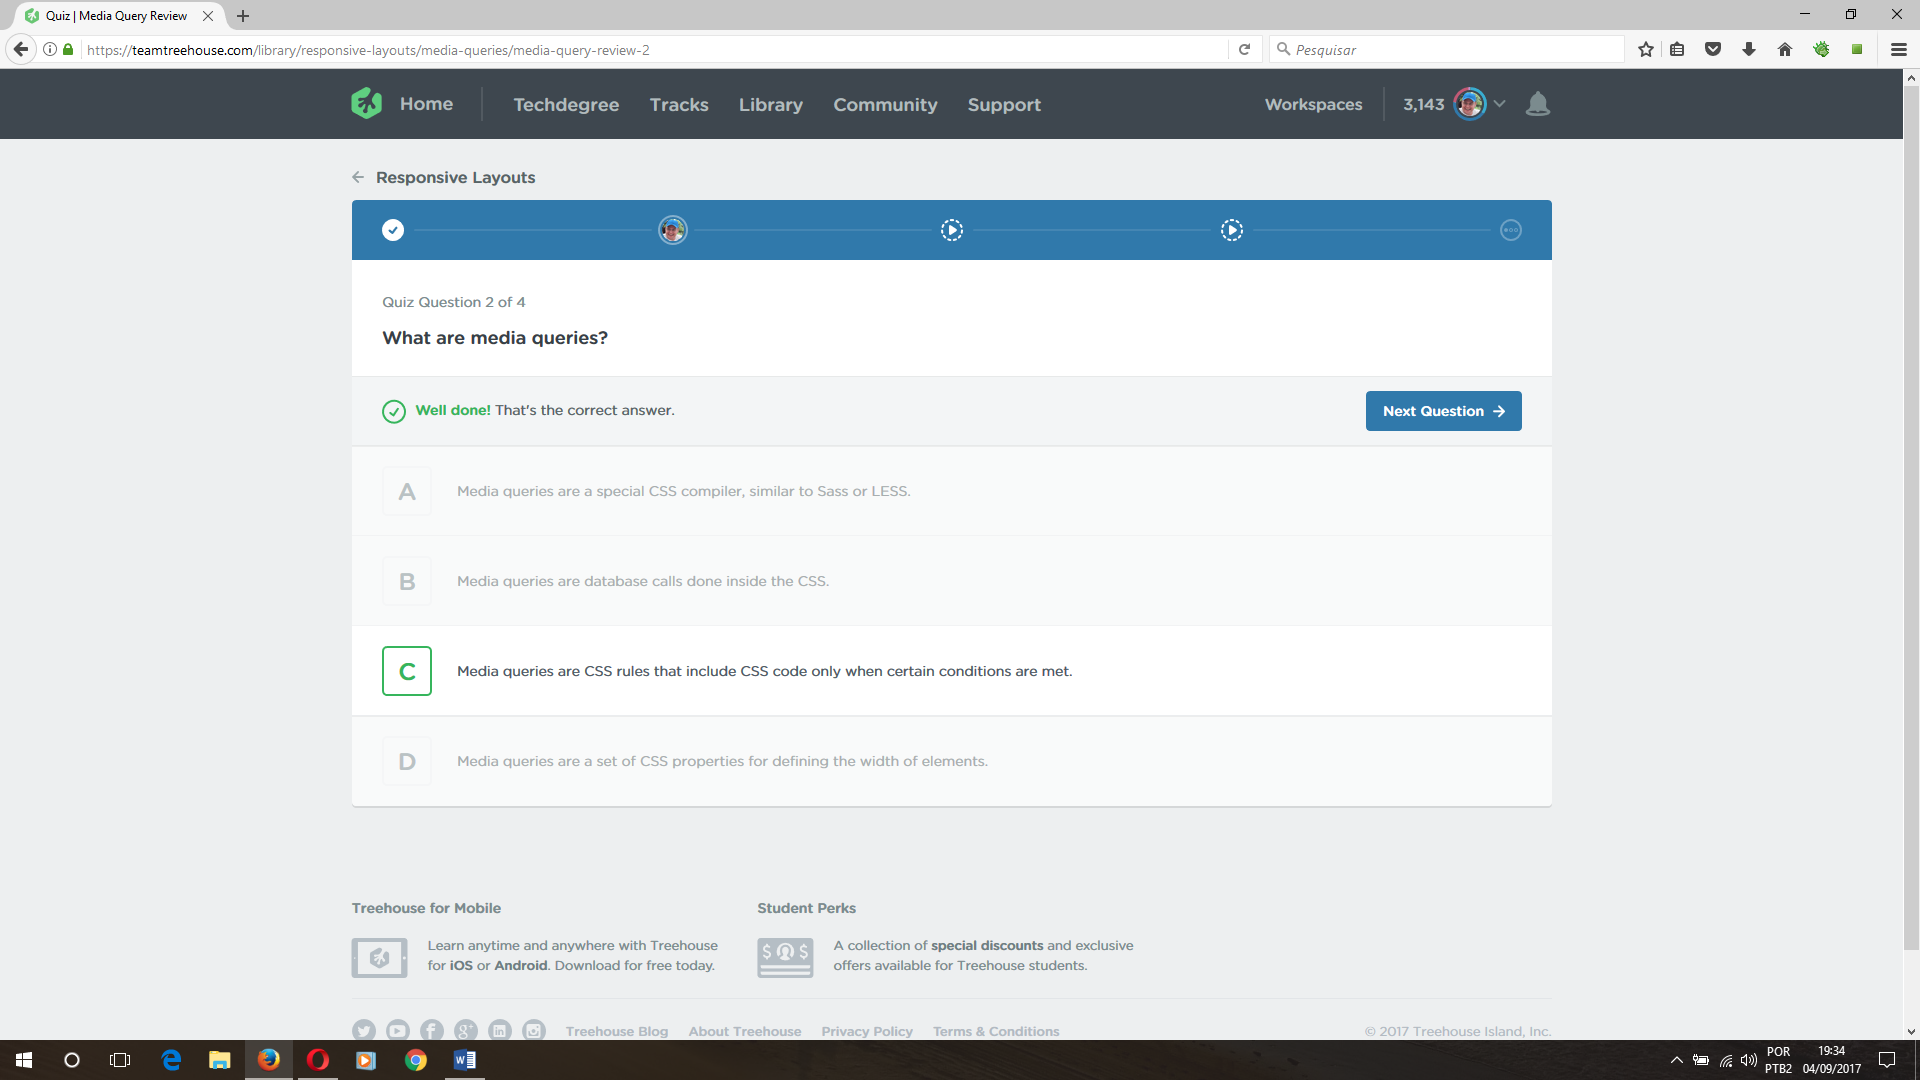 Quiz | Media Query Review
https://teamtreehouse.com/library/responsive-layouts/media-queries/media-query-review-2
Pesquisar
Home
Techdegree
Tracks
Library
Community
Support
Workspaces
3,143
Responsive Layouts
Quiz Question 2 of 4
What are media queries?
Well done! That's the correct answer.
Next Question
A
Media queries are a special CSS compiler, similar to Sass or LESS.
B
Media queries are database calls done inside the CSS.
C
Media queries are CSS rules that include CSS code only when certain conditions are met.
D
Media queries are a set of CSS properties for defining the width of elements.
Treehouse for Mobile
Learn anytime and anywhere with Treehouse
for iOS or Android. Download for free today.
Student Perks
A collection of special discounts and exclusive
offers available for Treehouse students.
Treehouse Blog
About Treehouse
Privacy Policy
Terms & Conditions
© 2017 Treehouse Island, Inc.
POR
PTB2
19:34
04/09/2017